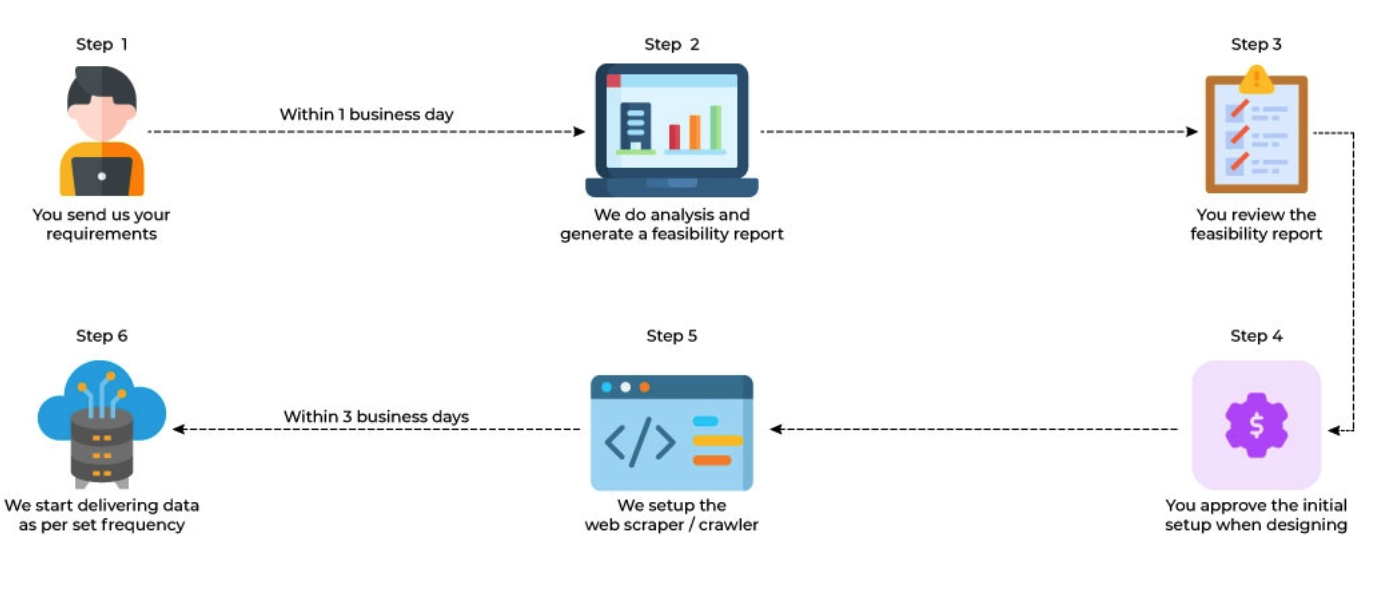 Step 1
Within 1 business day
You send us your
requirements
Step 2
We do analysis and
generate a feasibility report
Step 3
You review the
feasibility report
Step 4
$
You approve the initial
setup when designing
Step 5
</>
We setup the
web scraper / crawler
Within 3 business days
Step 6
We start delivering data
as per set frequency